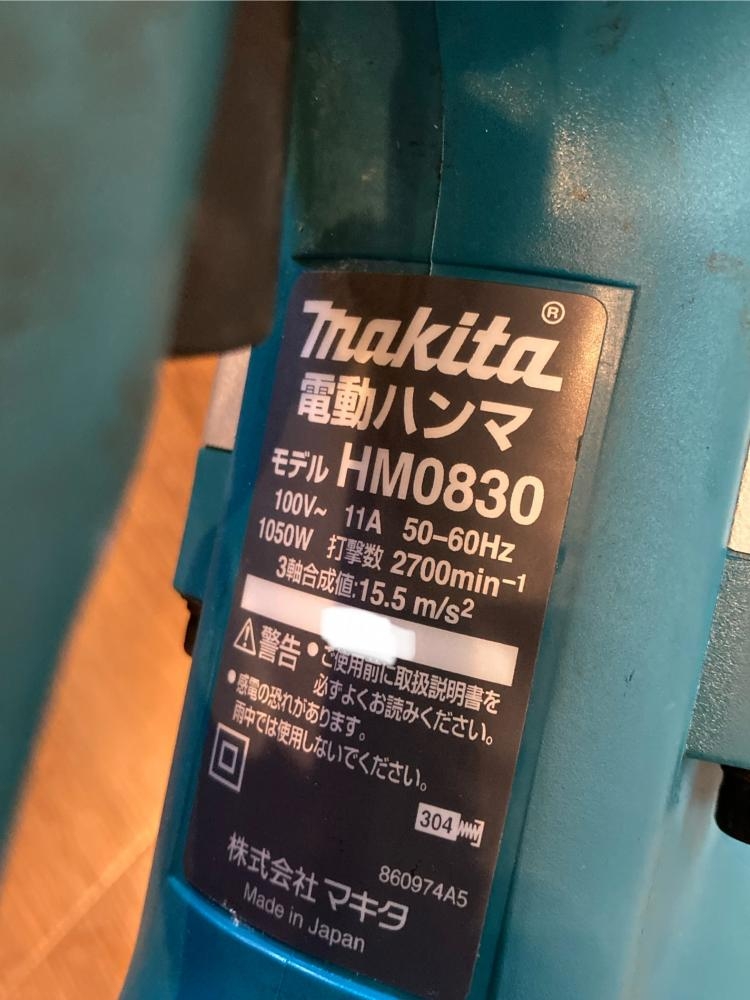 makita®
電動ハンマ
モデル HM0830
100V~ 11A 50-60Hz
1050W 打撃数 2700min⁻¹
3軸合成値:15.5 m/s²
⚠警告 •ご使用前に取扱説明書を
必ずよくお読みください。
•感電の恐れがあります。
雨中では使用しないでください。
304
860974A5
株式会社 マキタ
Made in Japan